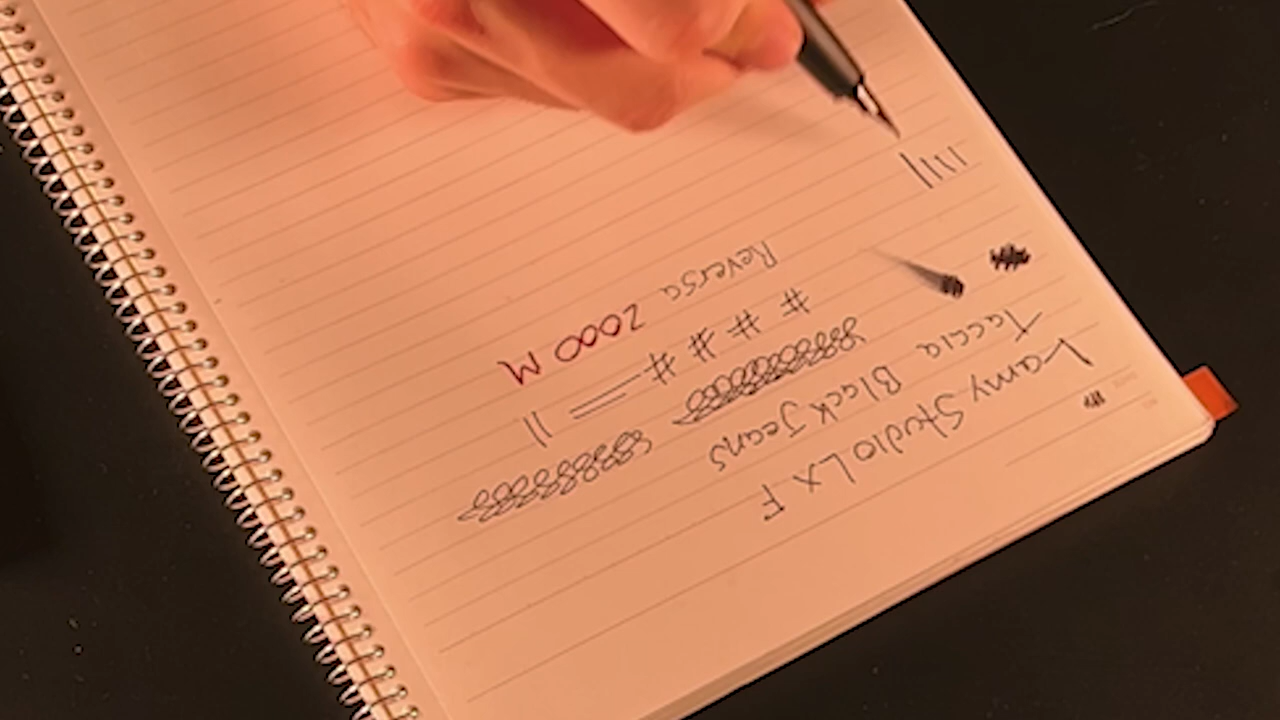 Lamy Studio Lx F
Taccia Black Jeans
# # # #
Reversa 2000 M